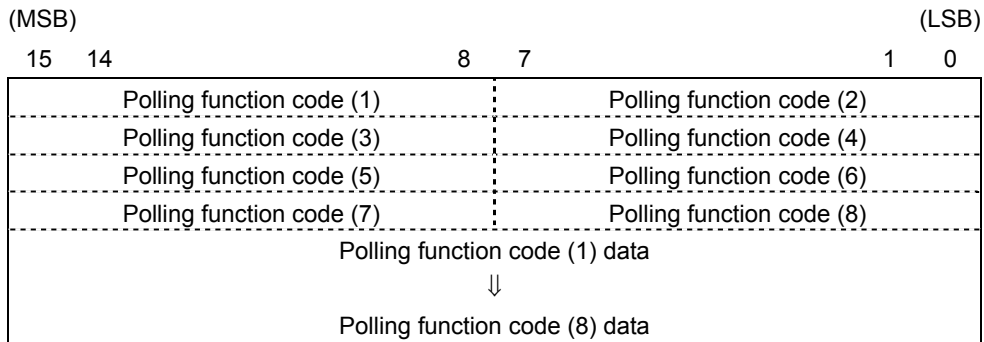 (MSB) (LSB)
15 14 8 7 1 0
Polling function code (1) Polling function code (2)
Polling function code (3) Polling function code (4)
Polling function code (5) Polling function code (6)
Polling function code (7) Polling function code (8)
Polling function code (1) data
⇓
Polling function code (8) data